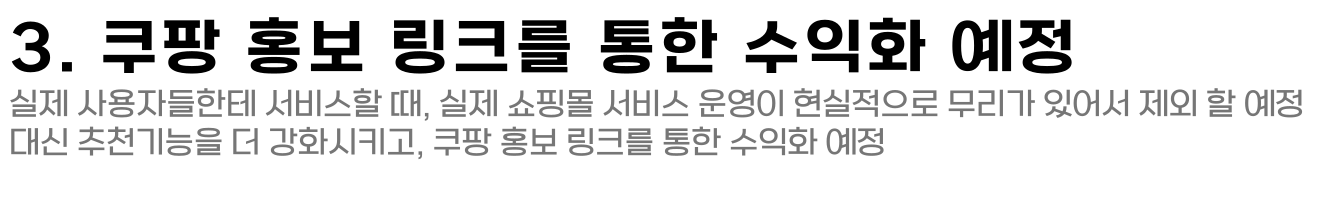 3. 쿠팡 홍보 링크를 통한 수익화 예정
실제 사용자들한테 서비스할 때, 실제 쇼핑몰 서비스 운영이 현실적으로 무리가 있어서 제외 할 예정
대신 추천기능을 더 강화시키고, 쿠팡 홍보 링크를 통한 수익화 예정